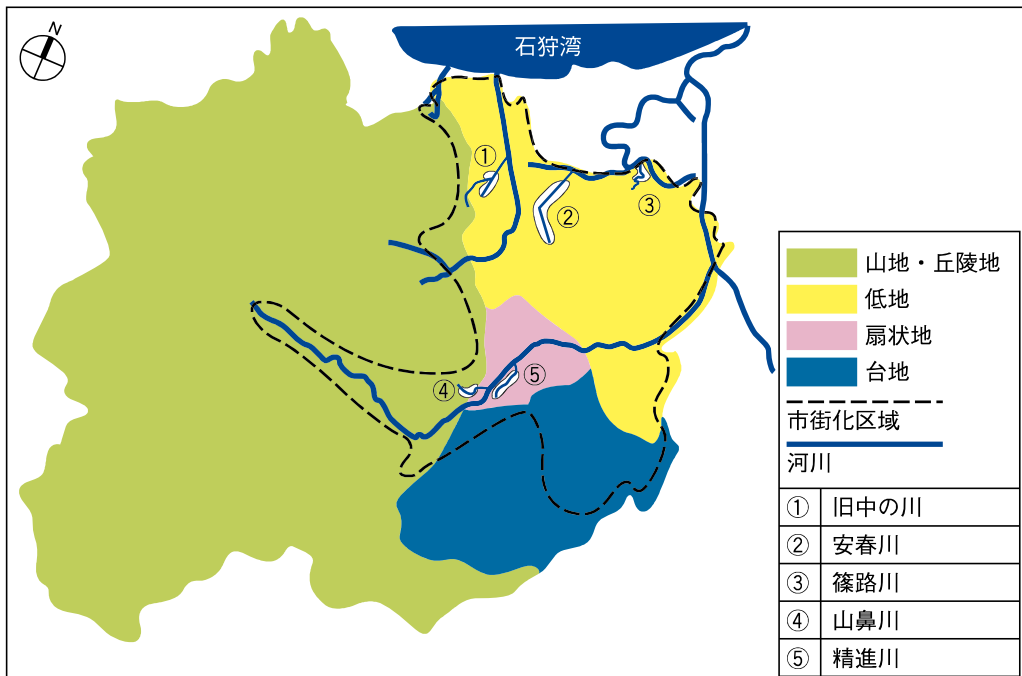 N
石狩湾
①
②
③
④
⑤
山地・丘陵地
低地
扇状地
台地
市街化区域
河川
① 旧中の川
② 安春川
③ 篠路川
④ 山鼻川
⑤ 精進川